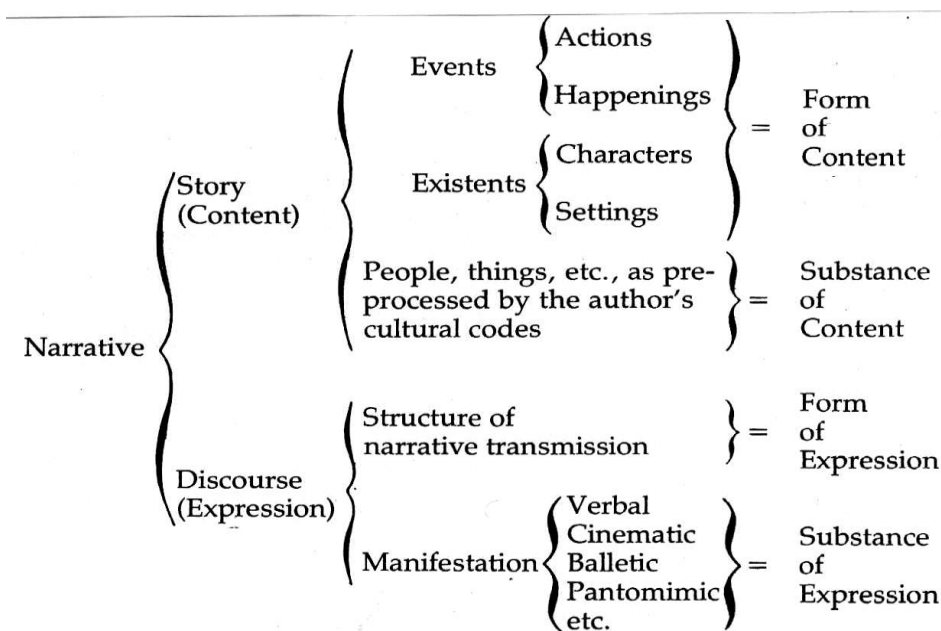 Narrative
Story
(Content)
Events
Actions
Happenings
Existents
Characters
Settings
= Form
of
Content
People, things, etc., as pre-
processed by the author's
cultural codes
= Substance
of
Content
Discourse
(Expression)
Structure of
narrative transmission
= Form
of
Expression
Manifestation
Verbal
Cinematic
Balletic
Pantomimic
etc.
= Substance
of
Expression